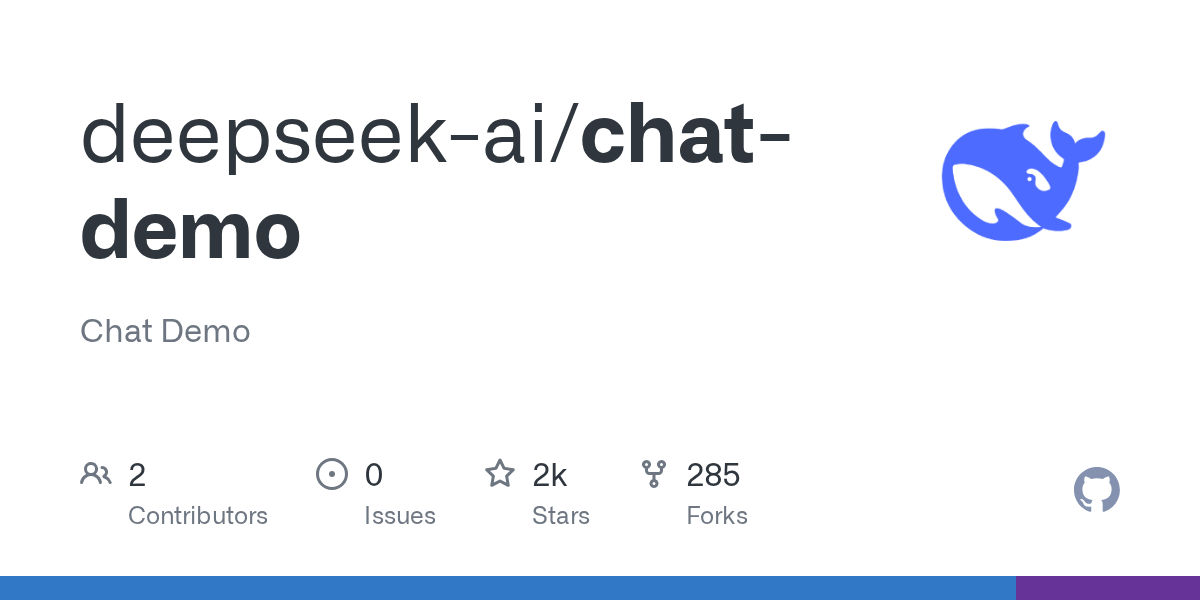 deepseek-ai/chat-
demo
Chat Demo
2 0 2k 285
Contributors Issues Stars Forks